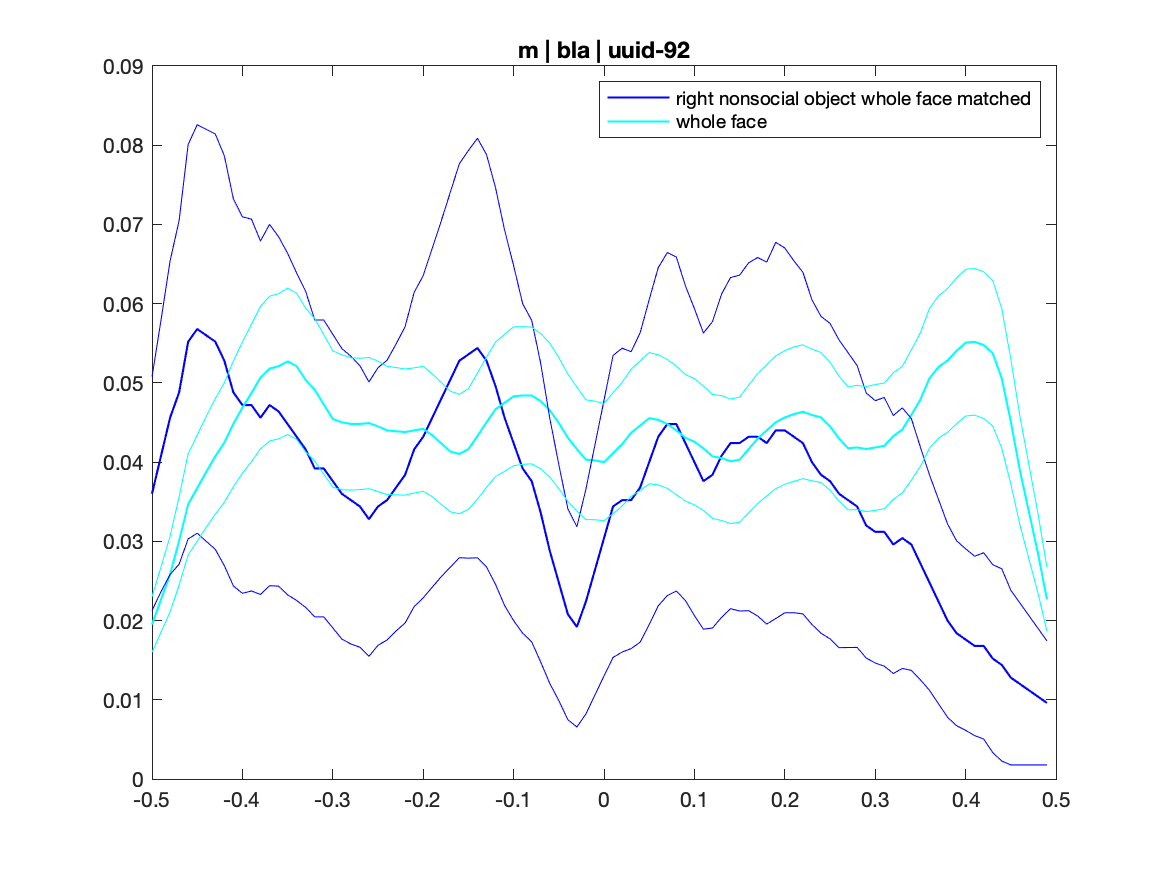 m | bla | uuid-92
right nonsocial object whole face matched
whole face
0.09
0.08
0.07
0.06
0.05
0.04
0.03
0.02
0.01
0
-0.5 -0.4 -0.3 -0.2 -0.1 0 0.1 0.2 0.3 0.4 0.5